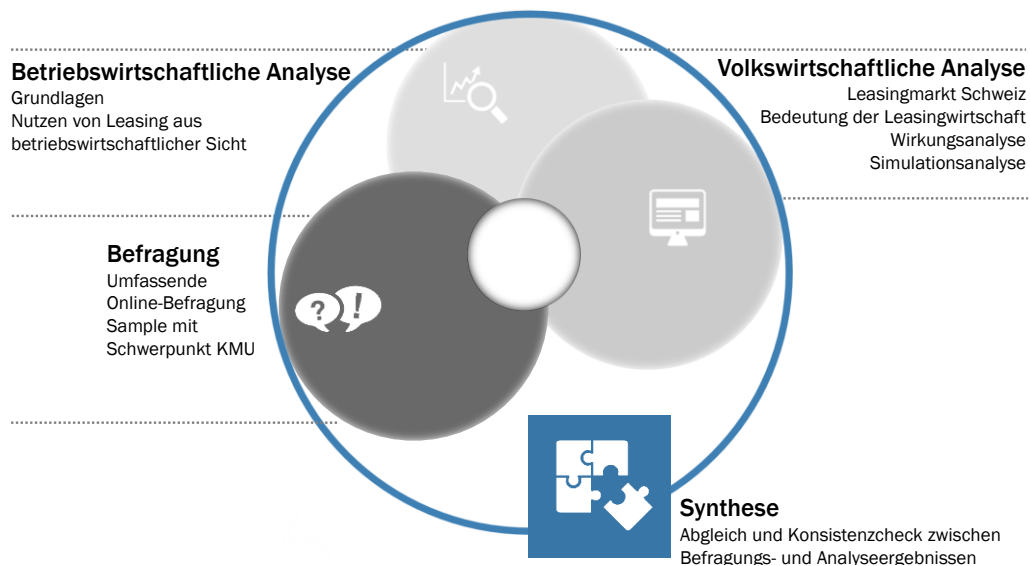 Betriebswirtschaftliche Analyse
Grundlagen
Nutzen von Leasing aus
betriebswirtschaftlicher Sicht
Volkswirtschaftliche Analyse
Leasingmarkt Schweiz
Bedeutung der Leasingwirtschaft
Wirkungsanalyse
Simulationsanalyse
Befragung
Umfassende
Online-Befragung
Sample mit
Schwerpunkt KMU
? !
Synthese
Abgleich und Konsistenzcheck zwischen
Befragungs- und Analyseergebnissen